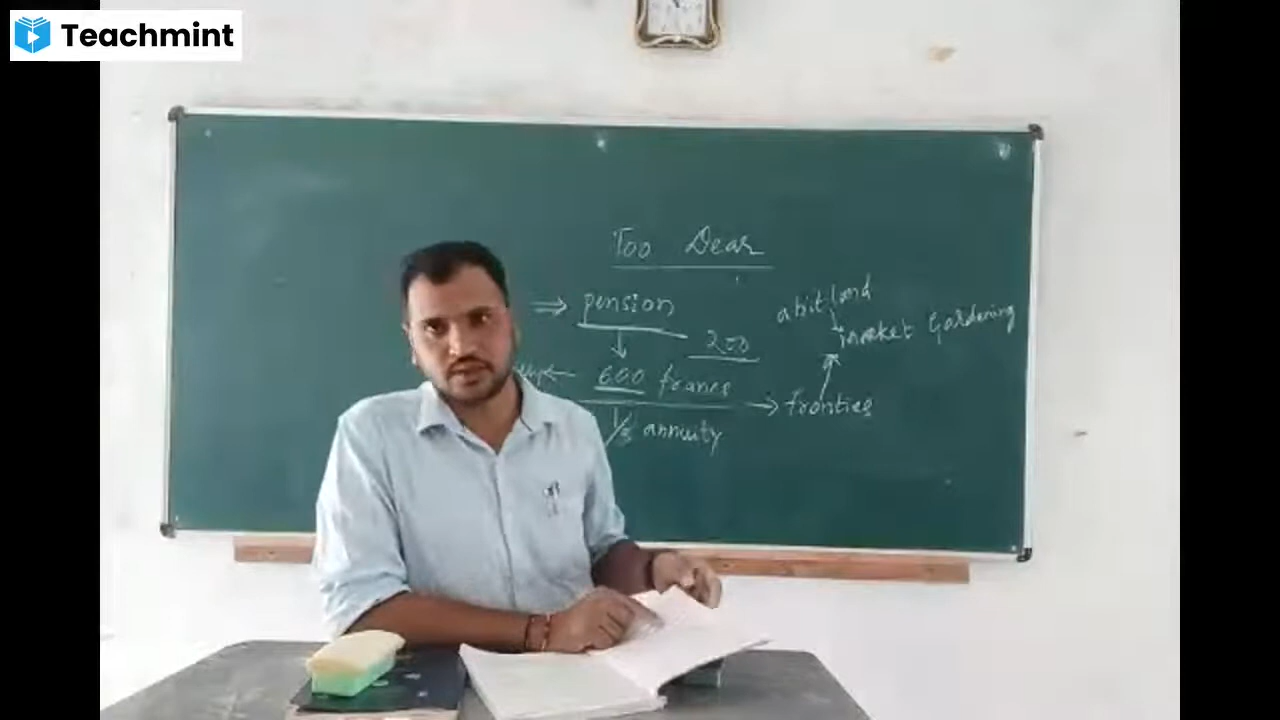 Teachmint
Too Dear
⇒ pension
200
← 600 francs
1/3 annuity
→ frontier
a bit land
market Gardening